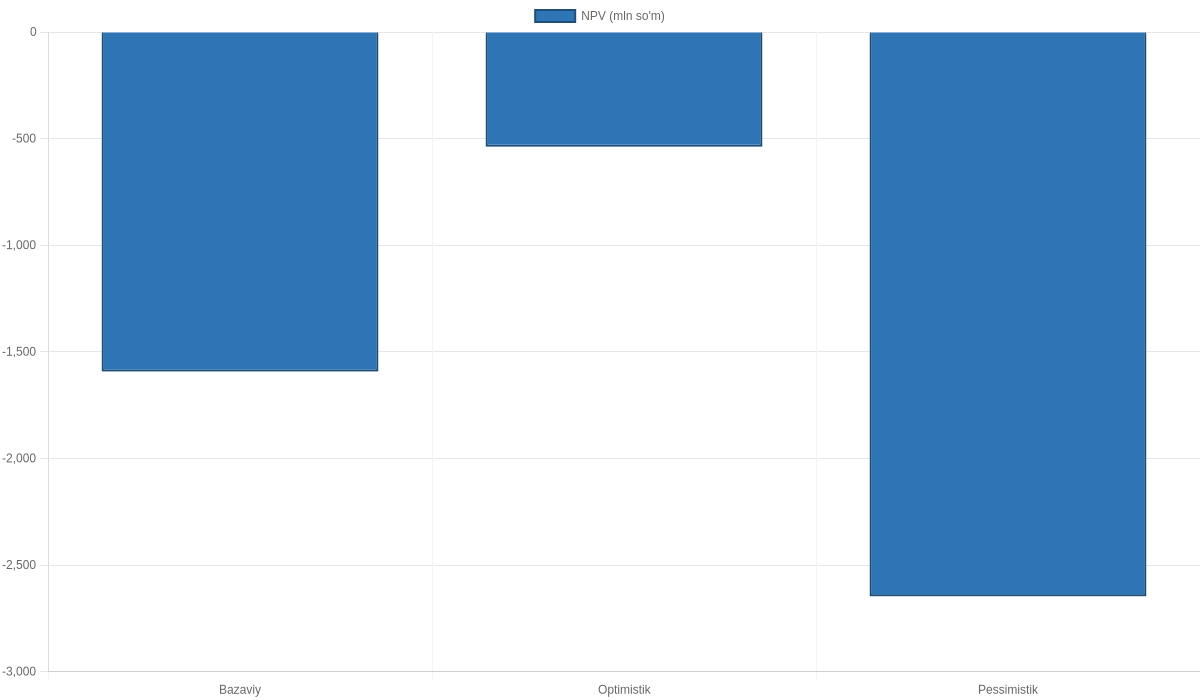 NPV (mln so'm)
0
-500
-1,000
-1,500
-2,000
-2,500
-3,000
Bazaviy
Optimistik
Pessimistik